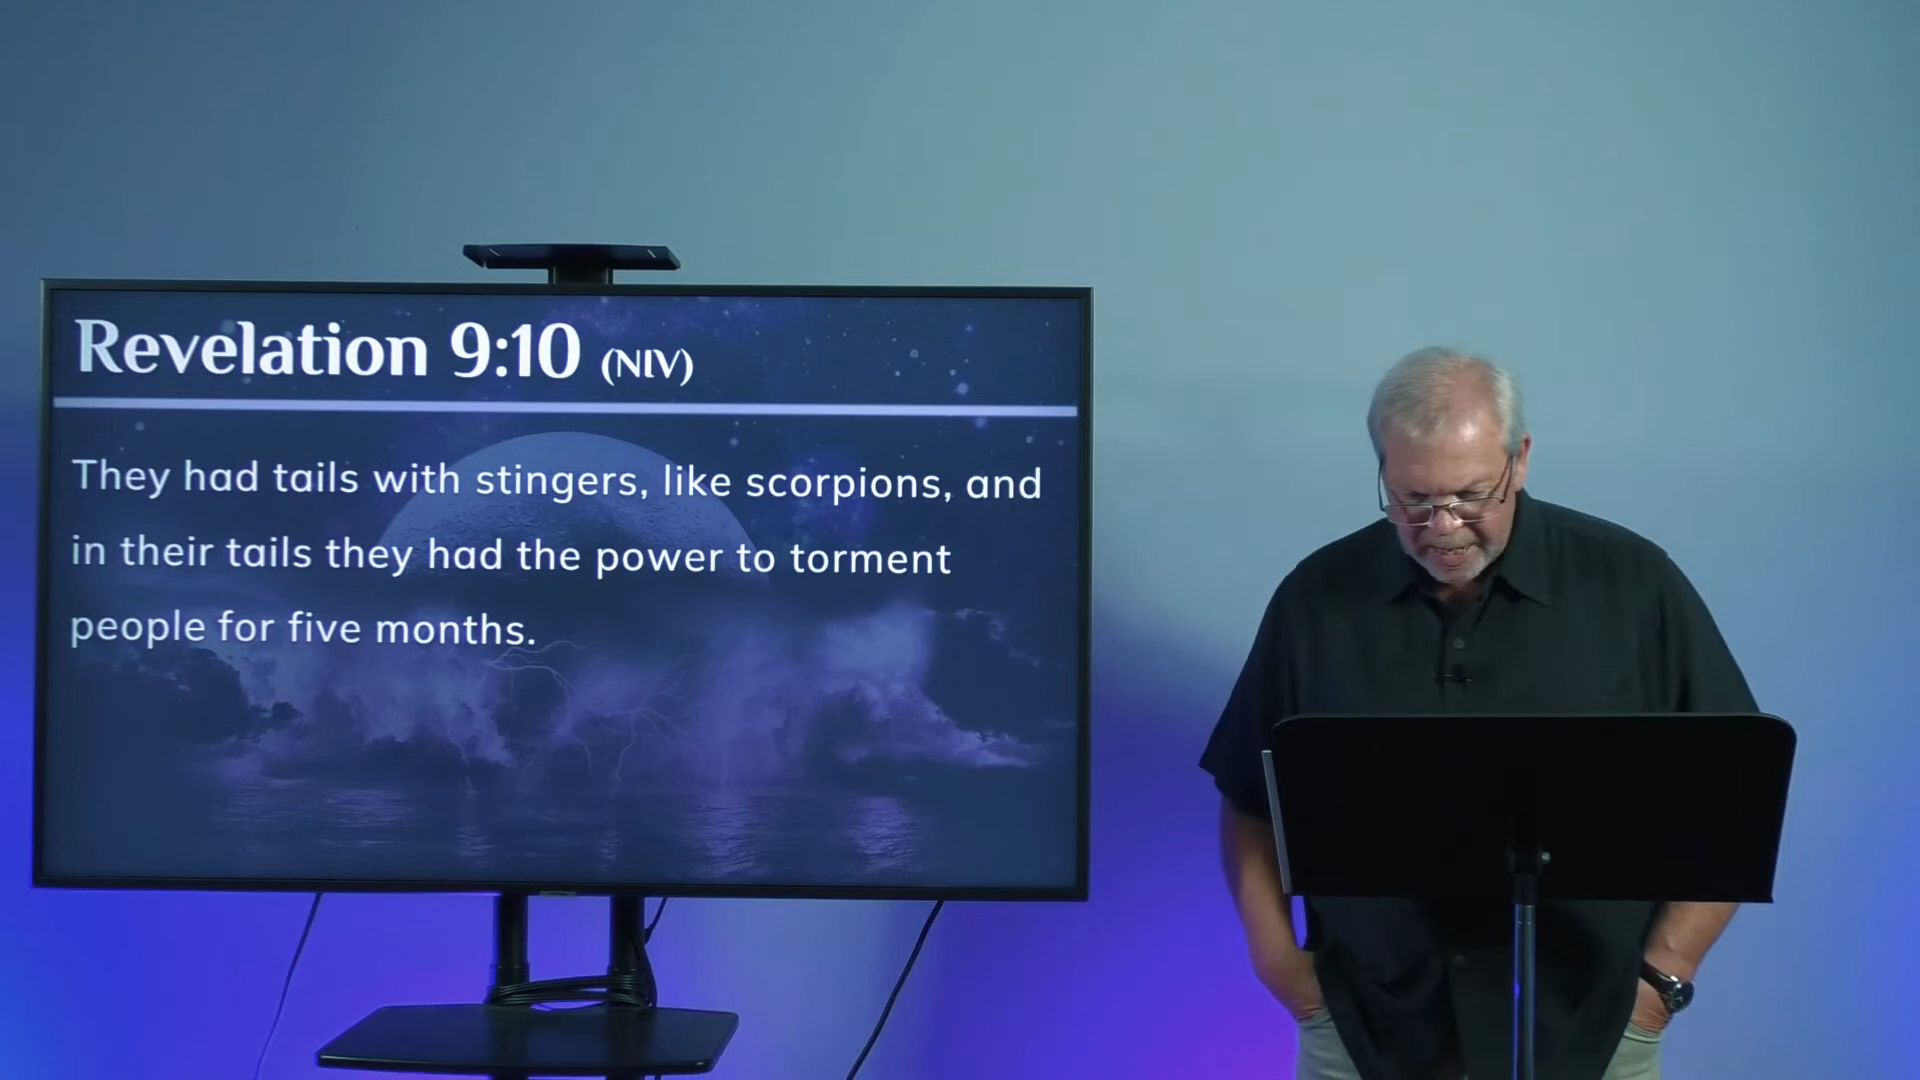 Revelation 9:10 (NIV)
They had tails with stingers, like scorpions, and
in their tails they had the power to torment
people for five months.